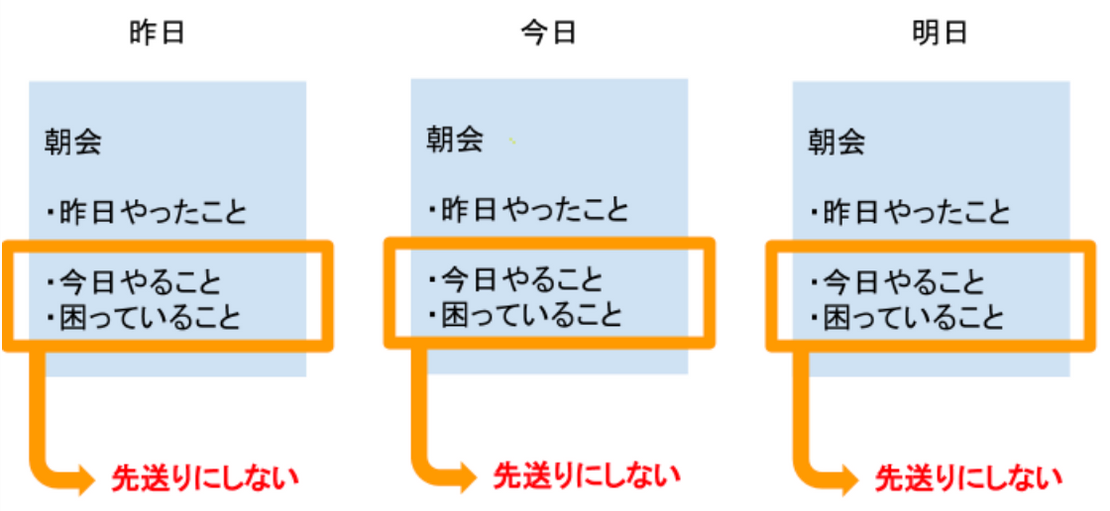 昨日
朝会
・昨日やったこと
・今日やること
・困っていること
先送りにしない
今日
朝会
・昨日やったこと
・今日やること
・困っていること
先送りにしない
明日
朝会
・昨日やったこと
・今日やること
・困っていること
先送りにしない